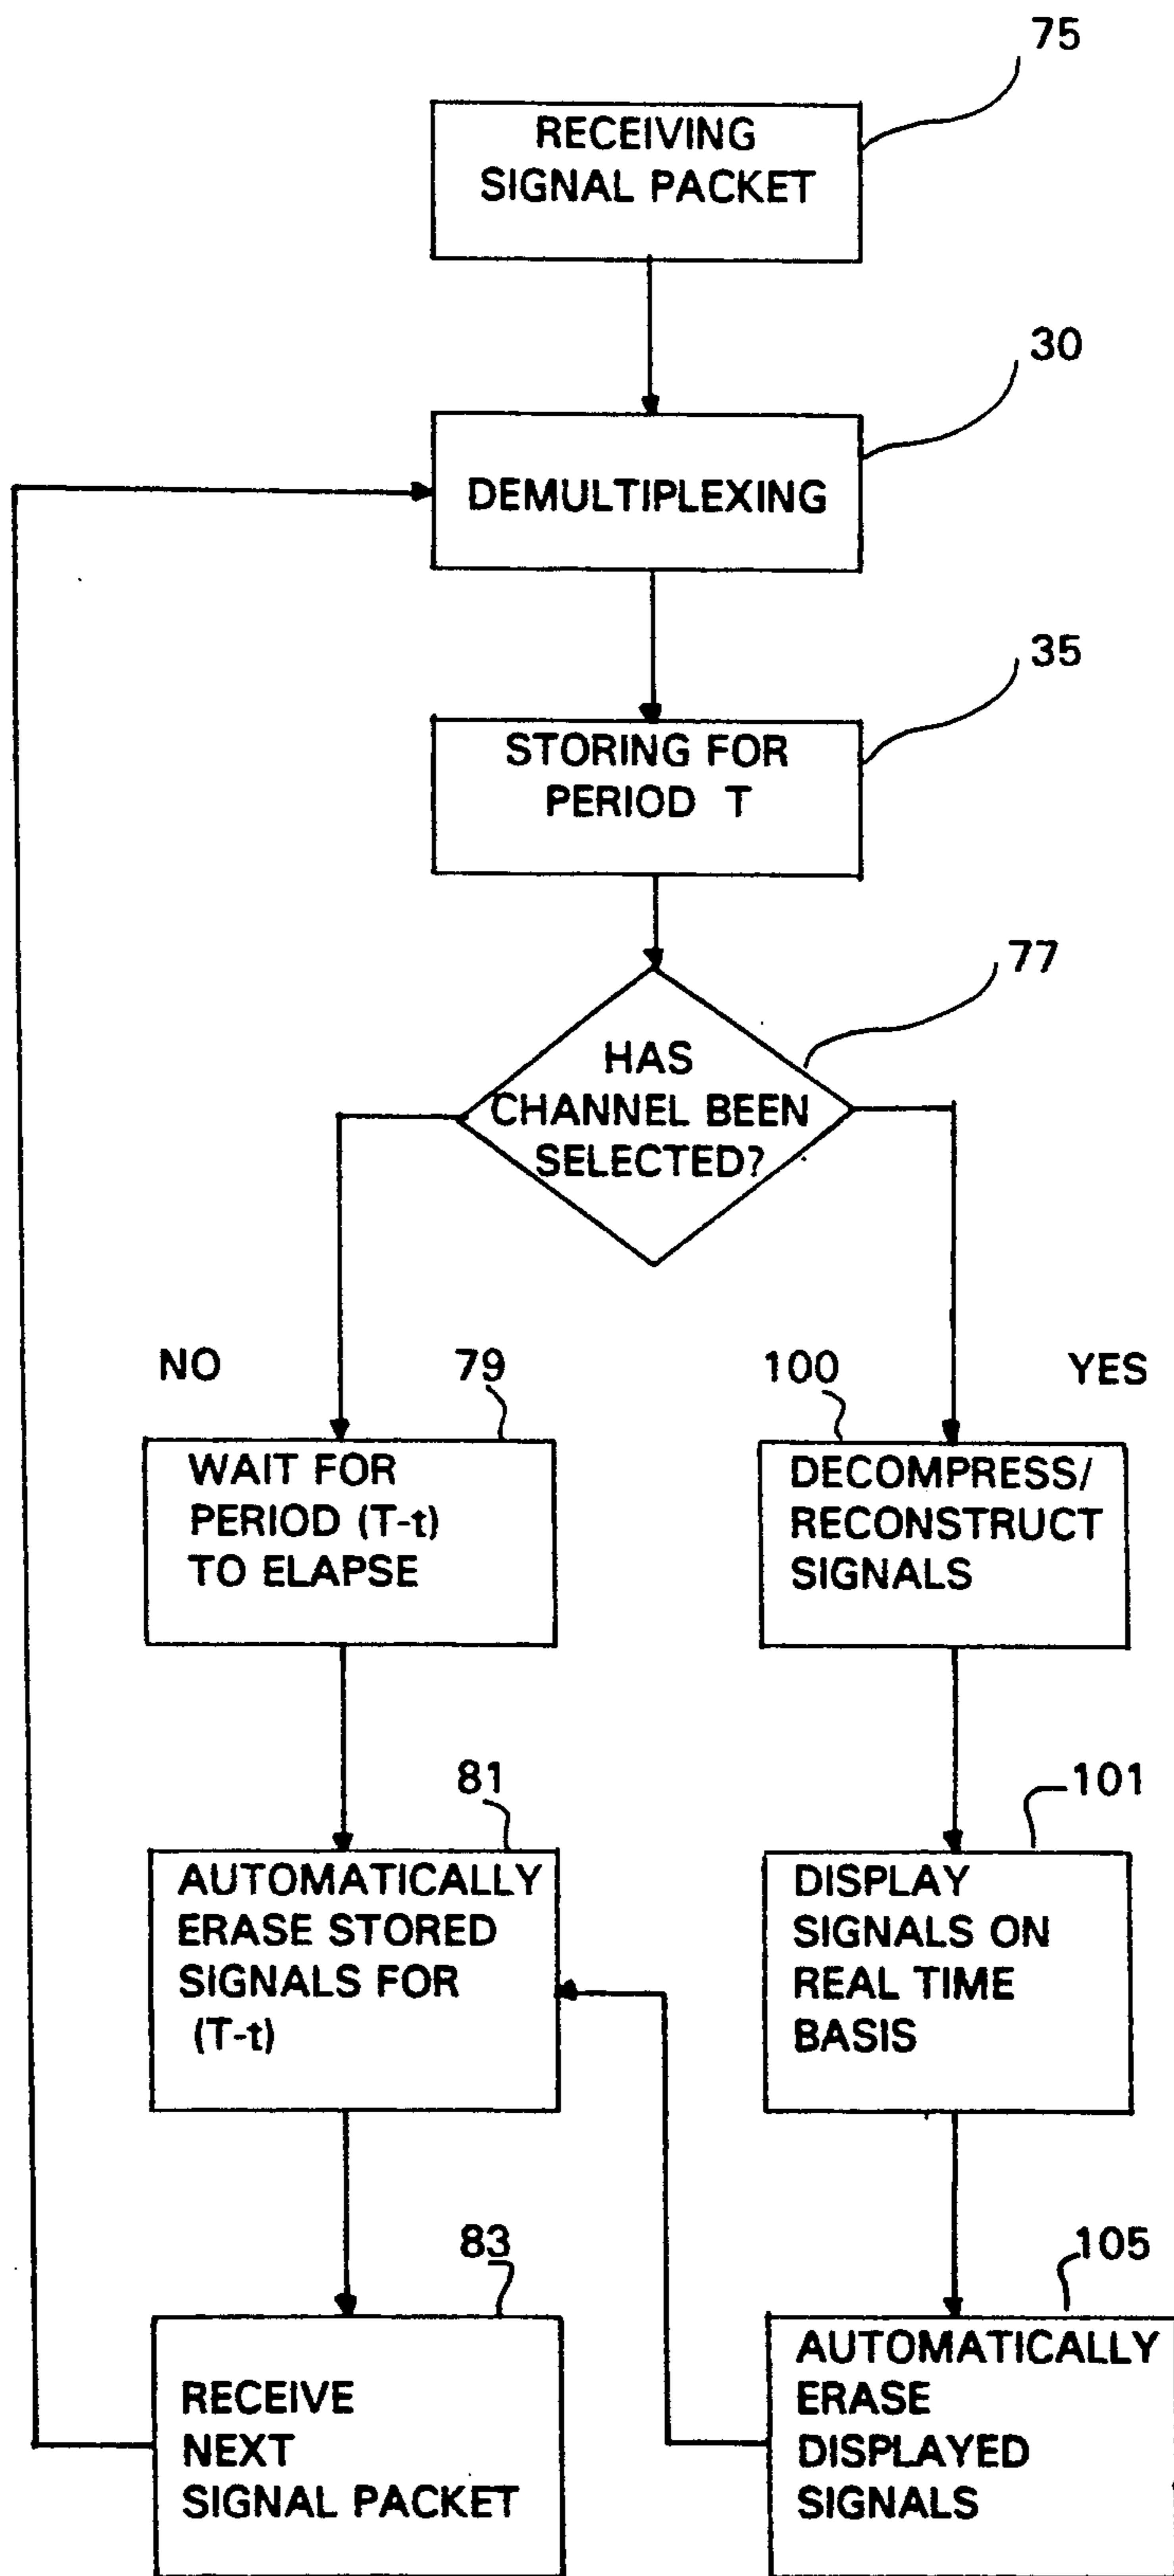 75
RECEIVING
SIGNAL PACKET
30
DEMULTIPLEXING
35
STORING FOR
PERIOD T
77
HAS
CHANNEL BEEN
SELECTED?
NO
79
100
YES
WAIT FOR
PERIOD (T-t)
TO ELAPSE
DECOMPRESS/
RECONSTRUCT
SIGNALS
81
101
AUTOMATICALLY
ERASE STORED
SIGNALS FOR
(T-t)
DISPLAY
SIGNALS ON
REAL TIME
BASIS
83
105
RECEIVE
NEXT
SIGNAL PACKET
AUTOMATICALLY
ERASE
DISPLAYED
SIGNALS